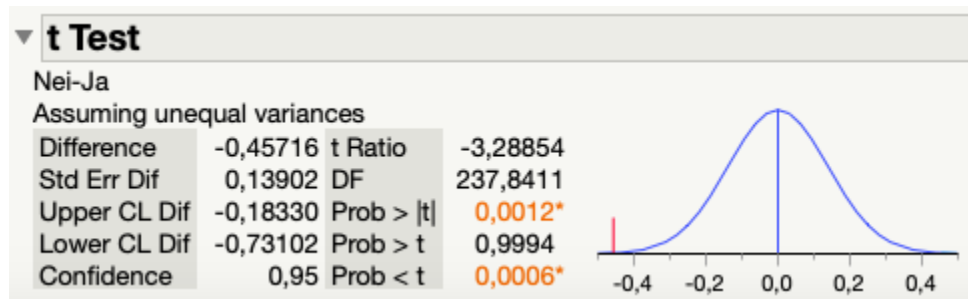 t Test
Nei-Ja
Assuming unequal variances
Difference -0,45716 t Ratio -3,28854
Std Err Dif 0,13902 DF 237,8411
Upper CL Dif -0,18330 Prob > |t| 0,0012*
Lower CL Dif -0,73102 Prob > t 0,9994
Confidence 0,95 Prob < t 0,0006*
-0,4 -0,2 0,0 0,2 0,4